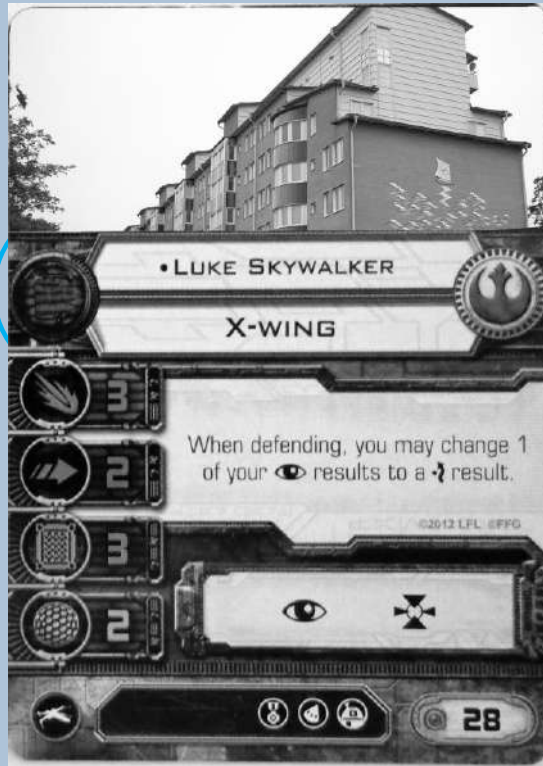 •LUKE SKYWALKER
X-WING
3
2
When defending, you may change 1
of your results to a result.
©2012 LFL ©FFG
3
2
28